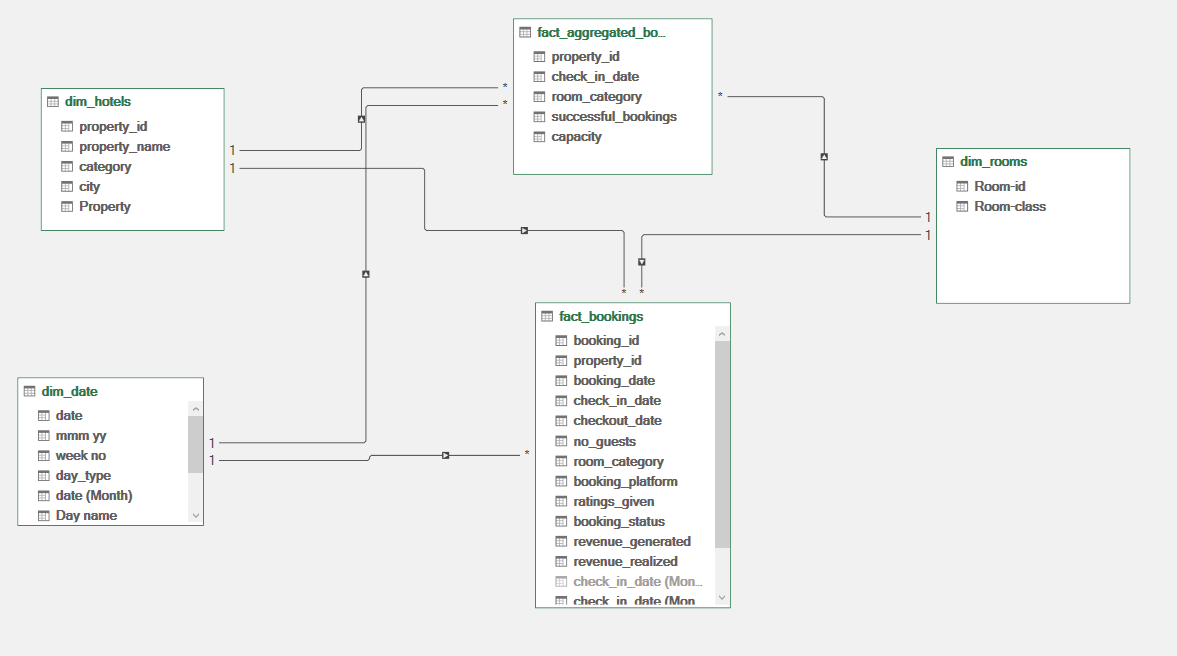 fact_aggregated_bo...
property_id
check_in_date
room_category
successful_bookings
capacity
dim_hotels
property_id
property_name
category
city
Property
dim_rooms
Room-id
Room-class
fact_bookings
booking_id
property_id
booking_date
check_in_date
checkout_date
no_guests
room_category
booking_platform
ratings_given
booking_status
revenue_generated
revenue_realized
check_in_date (Mon...
check_in_date (Mon
dim_date
date
mmm yy
week no
day_type
date (Month)
Day name
1
1
*
*
*
1
1
*
*
1
1
*